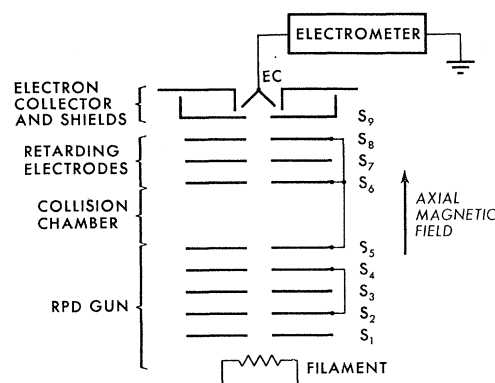 ELECTROMETER
EC
ELECTRON
COLLECTOR
AND SHIELDS
S9
S8
RETARDING
ELECTRODES
S7
S6
COLLISION
CHAMBER
AXIAL
MAGNETIC
FIELD
S5
S4
RPD GUN
S3
S2
S1
FILAMENT